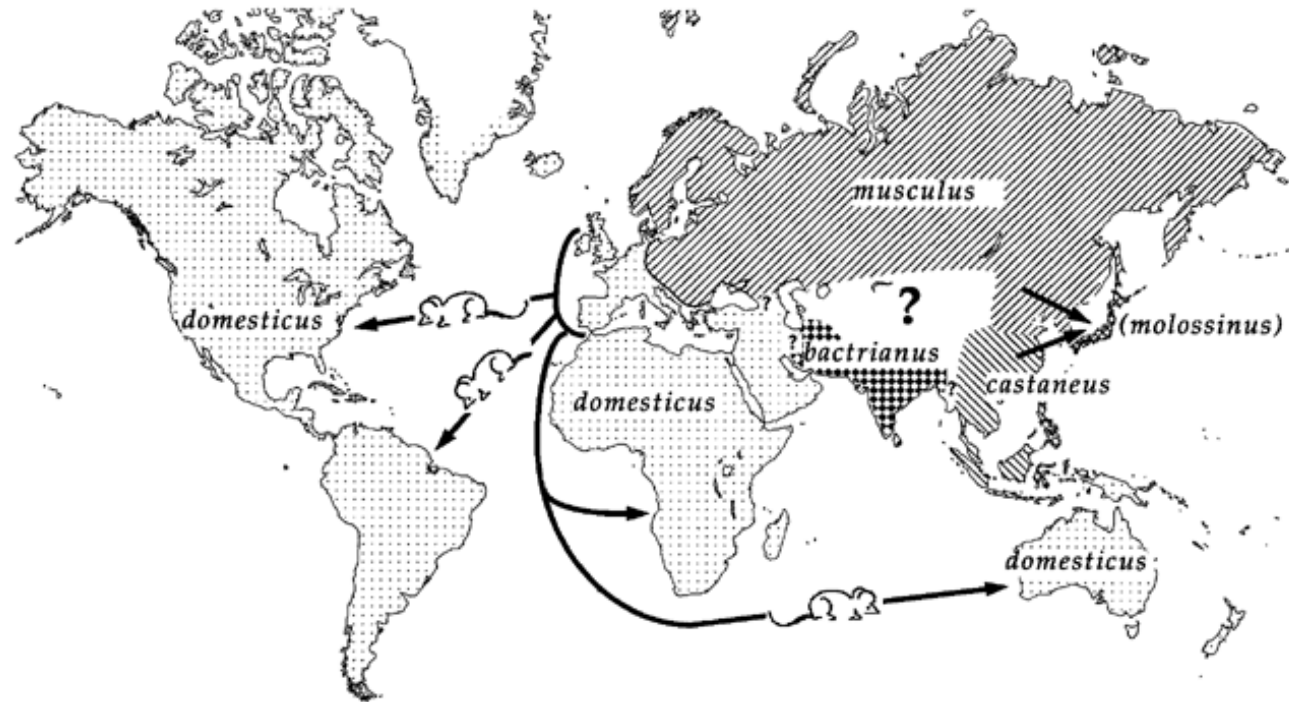 musculus
?
domesticus
(molossinus)
?
?
bactrianus
?
castaneus
domesticus
domesticus